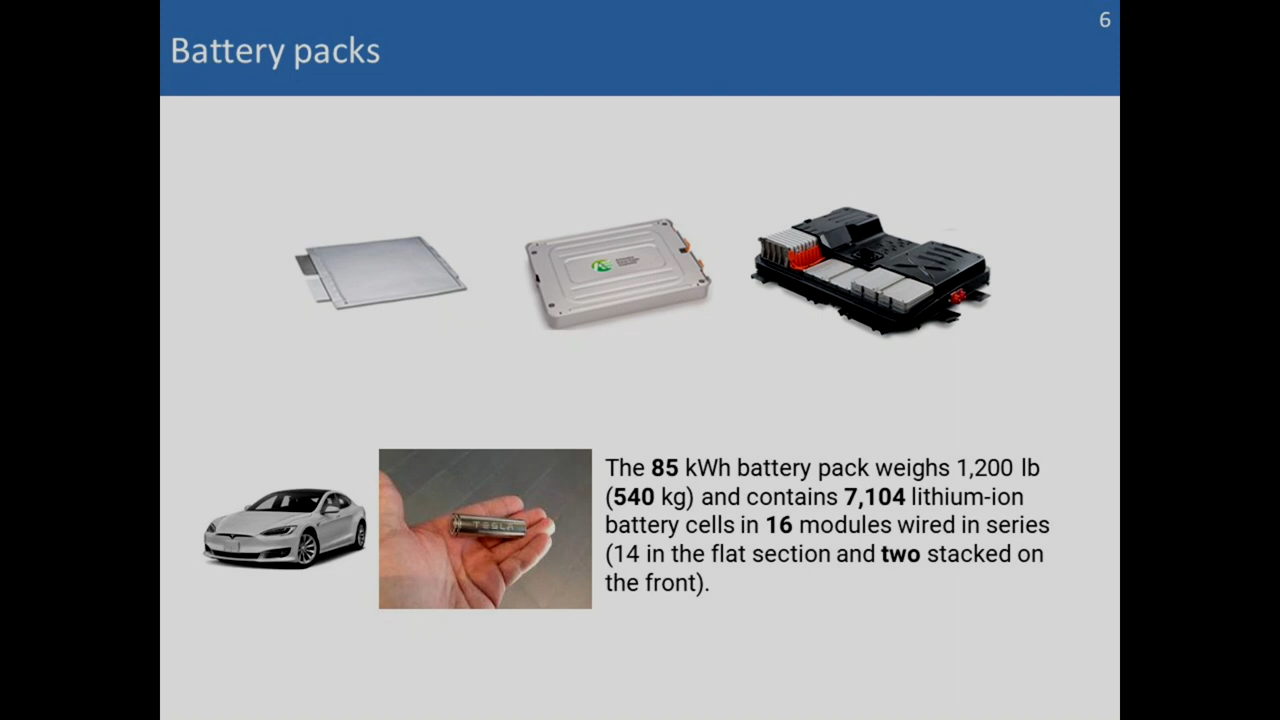 6
Battery packs
TESLA
The 85 kWh battery pack weighs 1,200 lb
(540 kg) and contains 7,104 lithium-ion
battery cells in 16 modules wired in series
(14 in the flat section and two stacked on
the front).